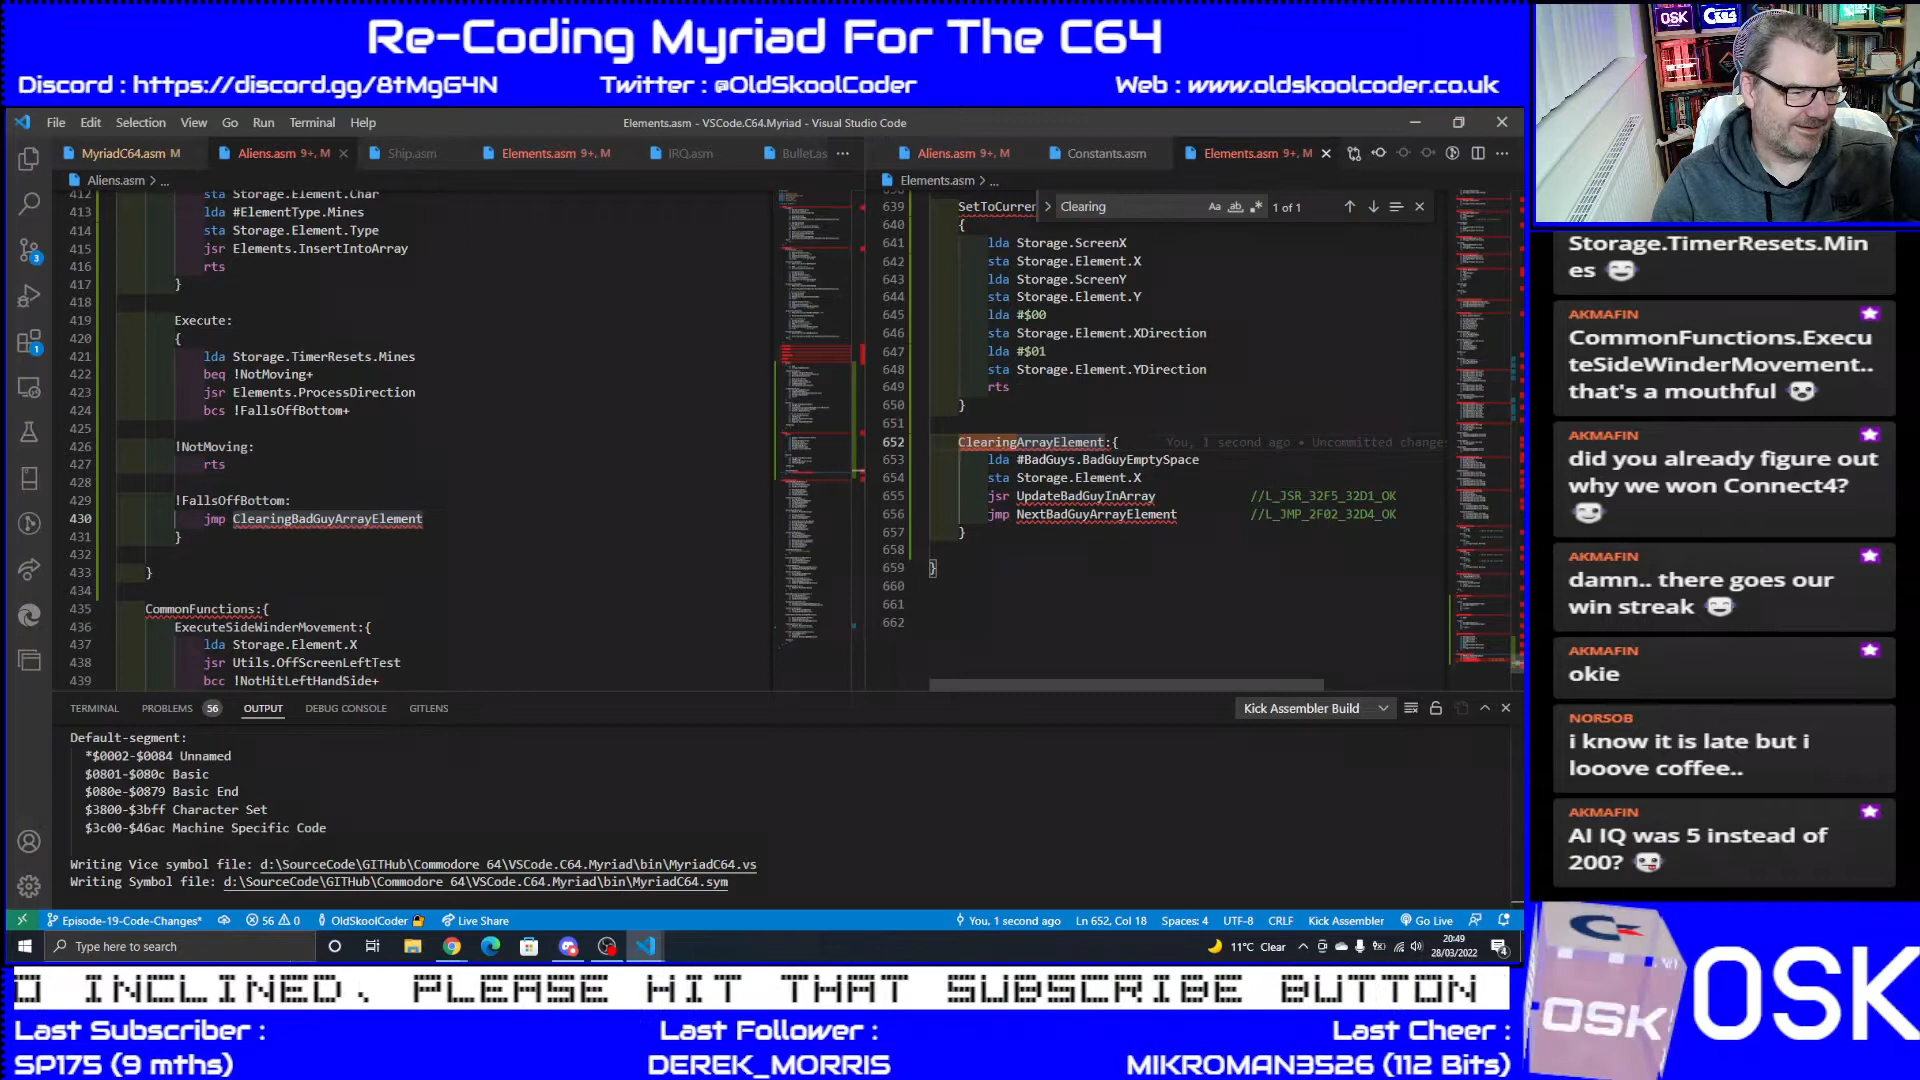 Re-Coding Myriad For The C64
Discord : https://discord.gg/8tMgG4N
Twitter : @OldSkoolCoder
Web : www.oldskoolcoder.co.uk
File Edit Selection View Go Run Terminal Help
Elements.asm - VSCode.C64.Myriad - Visual Studio Code
MyriadC64.asm M
Aliens.asm 9+, M
Ship.asm
Elements.asm 9+, M
IRQ.asm
Bullet.as
Aliens.asm 9+, M
Constants.asm
Elements.asm 9+, M
Aliens.asm > ...
412 sta Storage.Element.Char
413 lda #ElementType.Mines
414 sta Storage.Element.Type
415 jsr Elements.InsertIntoArray
416 rts
417 }
418
419 Execute:
420 {
421 lda Storage.TimerResets.Mines
422 beq !NotMoving+
423 jsr Elements.ProcessDirection
424 bcs !FallsOffBottom+
425
426 !NotMoving:
427 rts
428
429 !FallsOffBottom:
430 jmp ClearingBadGuyArrayElement
431 }
432
433 }
434
435 CommonFunctions:{
436 ExecuteSideWinderMovement:{
437 lda Storage.Element.X
438 jsr Utils.OffScreenLeftTest
439 bcc !NotHitLeftHandSide+
Elements.asm > ...
Clearing
Aa ab 1 of 1
639 SetToCurrer
640 {
641 lda Storage.ScreenX
642 sta Storage.Element.X
643 lda Storage.ScreenY
644 sta Storage.Element.Y
645 lda #$00
646 sta Storage.Element.XDirection
647 lda #$01
648 sta Storage.Element.YDirection
649 rts
650 }
651
652 ClearingArrayElement:{ You, 1 second ago • Uncommitted change
653 lda #BadGuys.BadGuyEmptySpace
654 sta Storage.Element.X
655 jsr UpdateBadGuyInArray //L_JSR_32F5_32D1_OK
656 jmp NextBadGuyArrayElement //L_JMP_2F02_32D4_OK
657 }
658
659 }
660
661
662
TERMINAL PROBLEMS 56 OUTPUT DEBUG CONSOLE GITLENS
Kick Assembler Build
Default-segment:
*$0002-$0084 Unnamed
$0801-$080c Basic
$080e-$0879 Basic End
$3800-$3bff Character Set
$3c00-$46ac Machine Specific Code
Writing Vice symbol file: d:\SourceCode\GITHub\Commodore 64\VSCode.C64.Myriad\bin\MyriadC64.vs
Writing Symbol file: d:\SourceCode\GITHub\Commodore 64\VSCode.C64.Myriad\bin\MyriadC64.sym
Episode-19-Code-Changes* 56 0 OldSkoolCoder Live Share
You, 1 second ago Ln 652, Col 18 Spaces: 4 UTF-8 CRLF Kick Assembler Go Live
Type here to search
11°C Clear
20:49
28/03/2022
4
3
1
OSK
C64
Storage.TimerResets.Min
es
AKMAFIN
CommonFunctions.Execu
teSideWinderMovement..
that's a mouthful
AKMAFIN
did you already figure out
why we won Connect4?
AKMAFIN
damn.. there goes our
win streak
AKMAFIN
okie
NORSOB
i know it is late but i
looove coffee..
AKMAFIN
AI IQ was 5 instead of
200?
O INCLINED, PLEASE HIT THAT SUBSCRIBE BUTTON
Last Subscriber :
SP175 (9 mths)
Last Follower :
DEREK_MORRIS
Last Cheer :
MIKROMAN3526 (112 Bits)
OSK
OSK